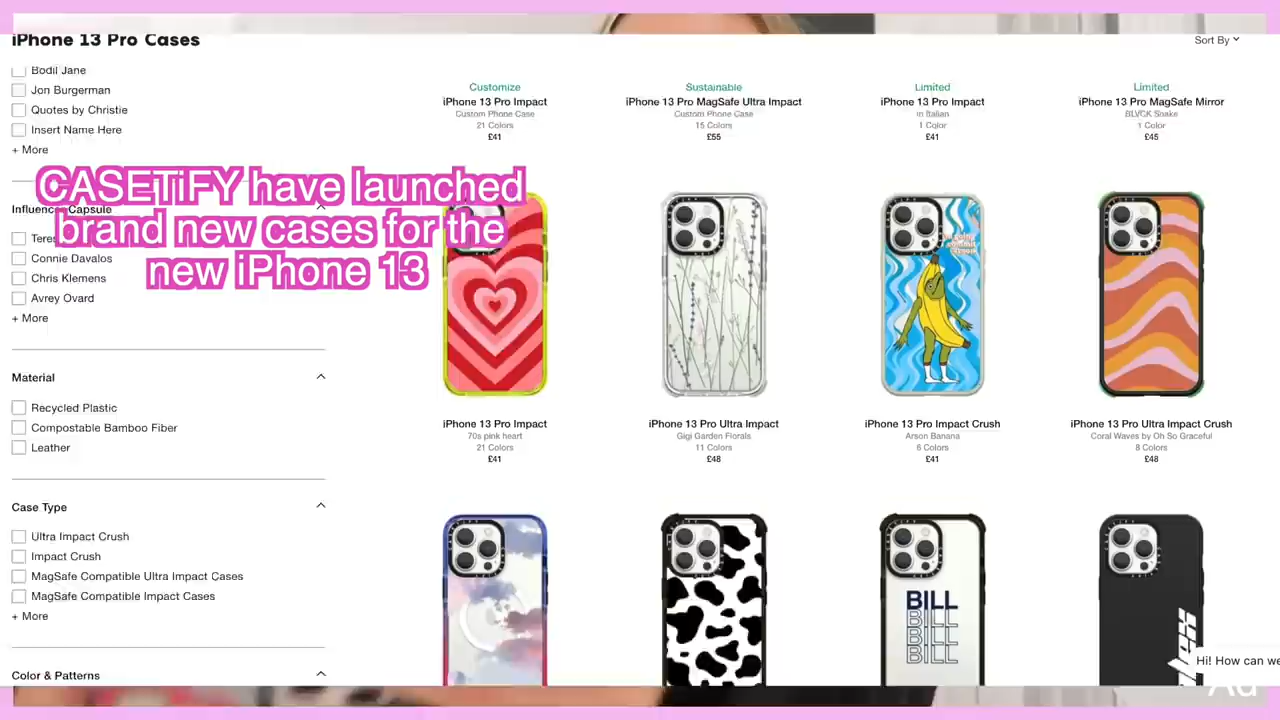 iPhone 13 Pro Cases
Sort By
Bodil Jane
Jon Burgerman
Quotes by Christie
Insert Name Here
+ More
Customize
iPhone 13 Pro Impact
Custom Phone Case
21 Colors
£41
Sustainable
iPhone 13 Pro MagSafe Ultra Impact
Custom Phone Case
15 Colors
£55
Limited
iPhone 13 Pro Impact
in Italian
1 Color
£41
Limited
iPhone 13 Pro MagSafe Mirror
BLVCK Snake
1 Color
£45
CASETiFY have launched
brand new cases for the
new iPhone 13
Capsule
Connie Davalos
Chris Klemens
Avrey Ovard
+ More
Material
Recycled Plastic
Compostable Bamboo Fiber
Leather
iPhone 13 Pro Impact
70s pink heart
21 Colors
£41
iPhone 13 Pro Ultra Impact
Gigi Garden Florals
11 Colors
£48
iPhone 13 Pro Impact Crush
Arson Banana
6 Colors
£41
iPhone 13 Pro Ultra Impact Crush
Coral Waves by Oh So Graceful
8 Colors
£48
Case Type
Ultra Impact Crush
Impact Crush
MagSafe Compatible Ultra Impact Cases
MagSafe Compatible Impact Cases
+ More
BILL
BILL
BILL
BILL
Color & Patterns
Hi! How can we
Ad